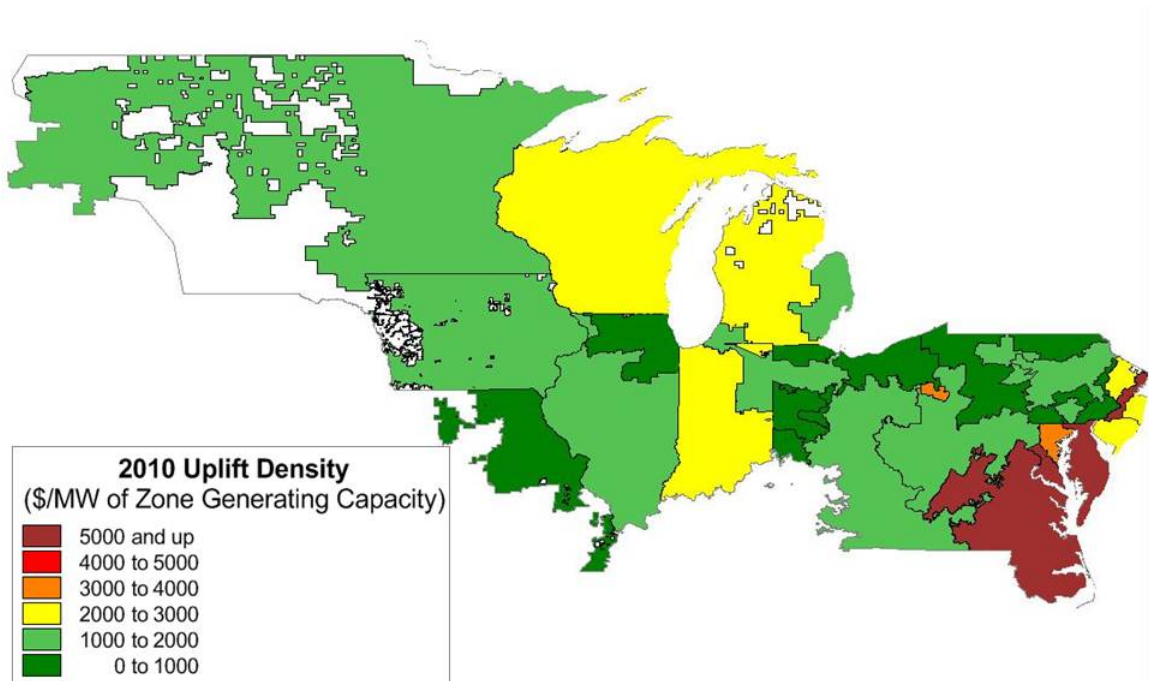 2010 Uplift Density
($/MW of Zone Generating Capacity)
5000 and up
4000 to 5000
3000 to 4000
2000 to 3000
1000 to 2000
0 to 1000